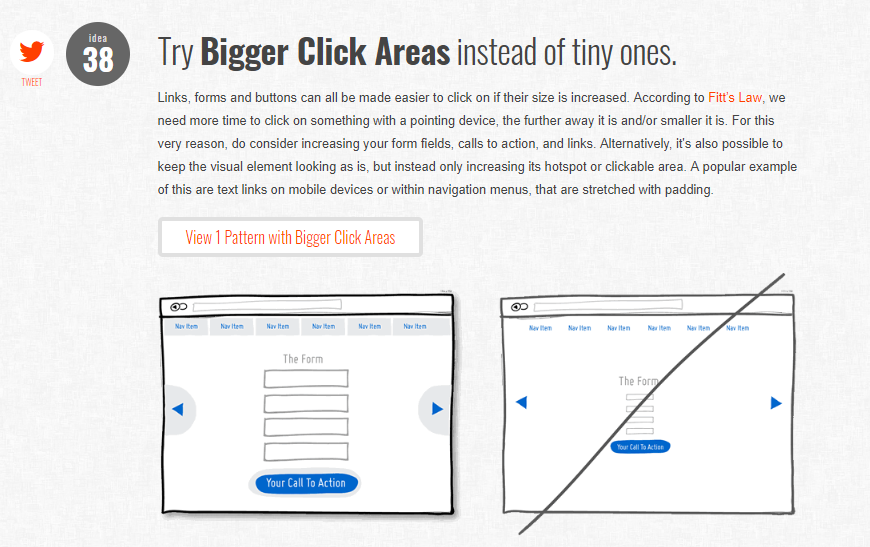 idea
38
TWEET
Try Bigger Click Areas instead of tiny ones.
Links, forms and buttons can all be made easier to click on if their size is increased. According to Fitt's Law, we
need more time to click on something with a pointing device, the further away it is and/or smaller it is. For this
very reason, do consider increasing your form fields, calls to action, and links. Alternatively, it's also possible to
keep the visual element looking as is, but instead only increasing its hotspot or clickable area. A popular example
of this are text links on mobile devices or within navigation menus, that are stretched with padding.
View 1 Pattern with Bigger Click Areas
Nav Item Nav Item Nav Item Nav Item Nav Item Nav Item
The Form
Your Call To Action
Nav Item Nav Item Nav Item Nav Item Nav Item Nav Item
The Form
Your Call To Action